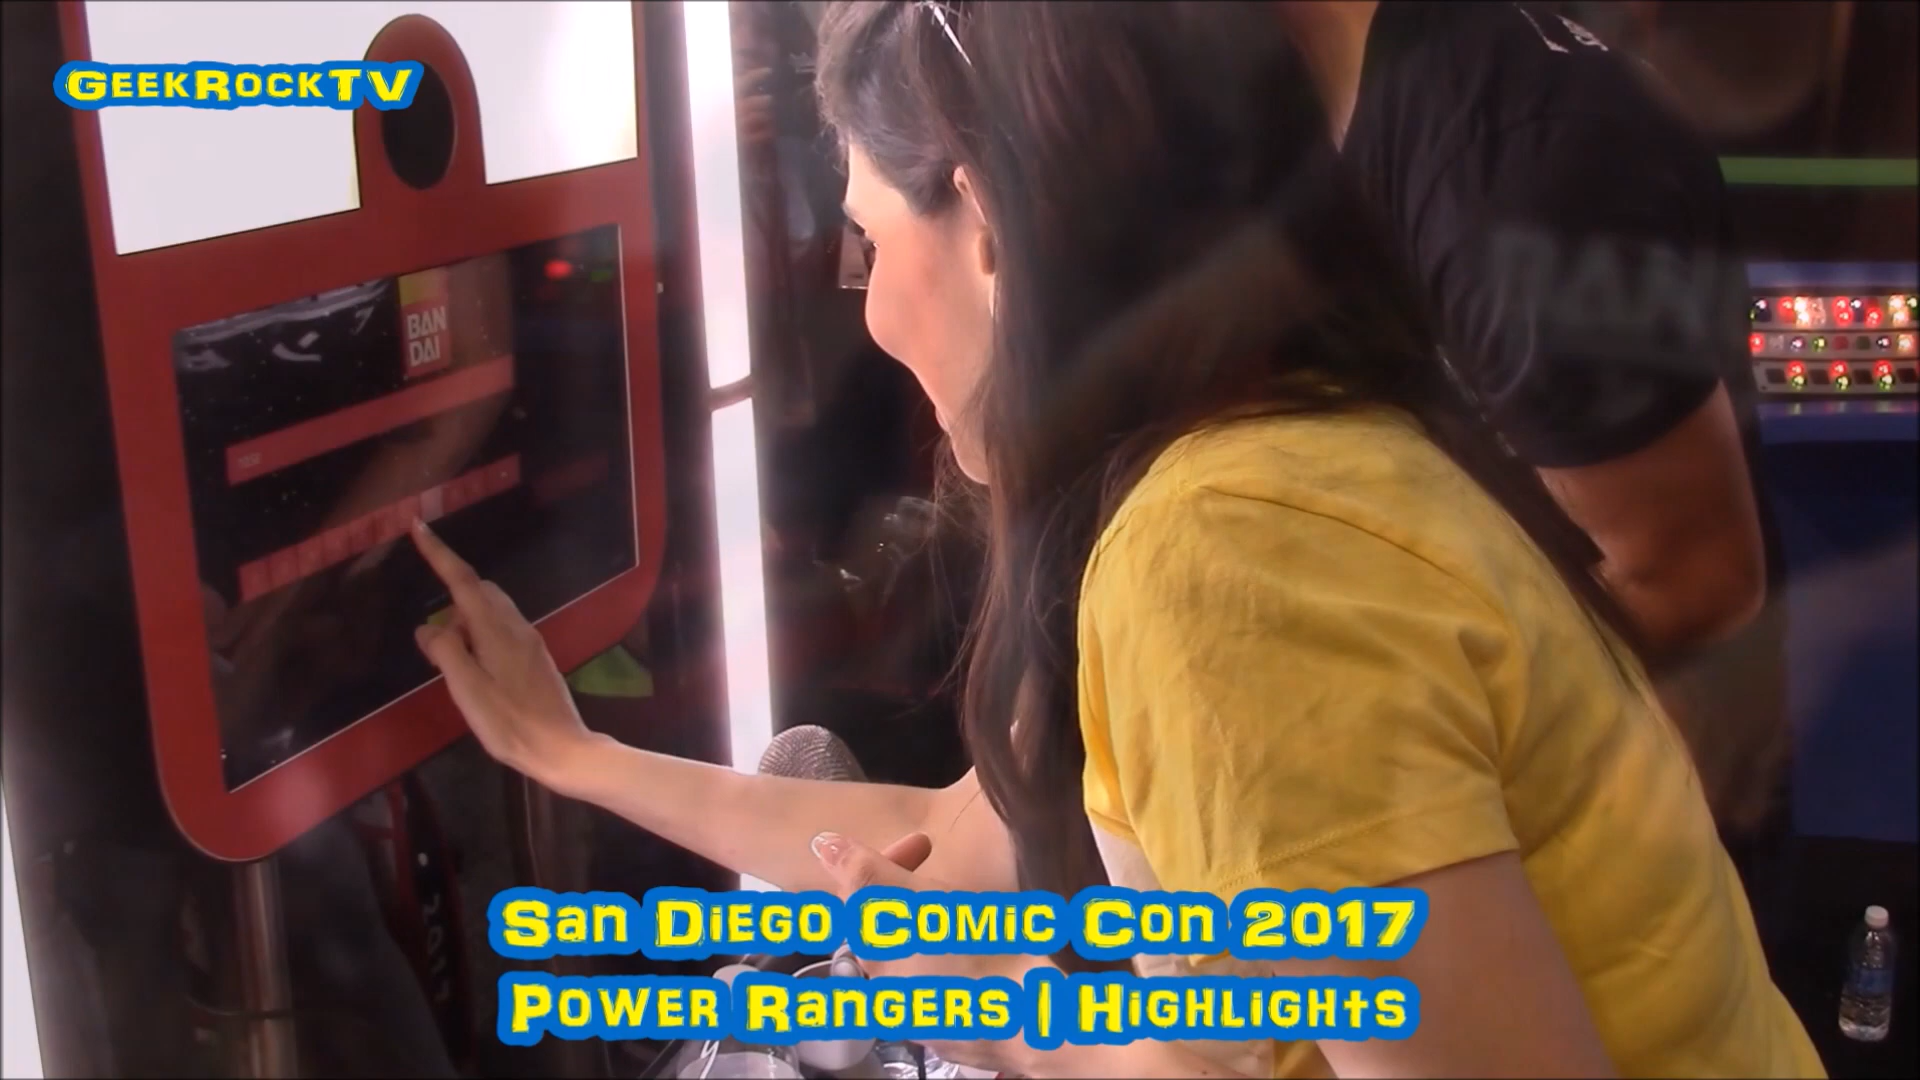 GeekRockTV
BAN
DAI
San Diego Comic Con 2017
Power Rangers | Highlights